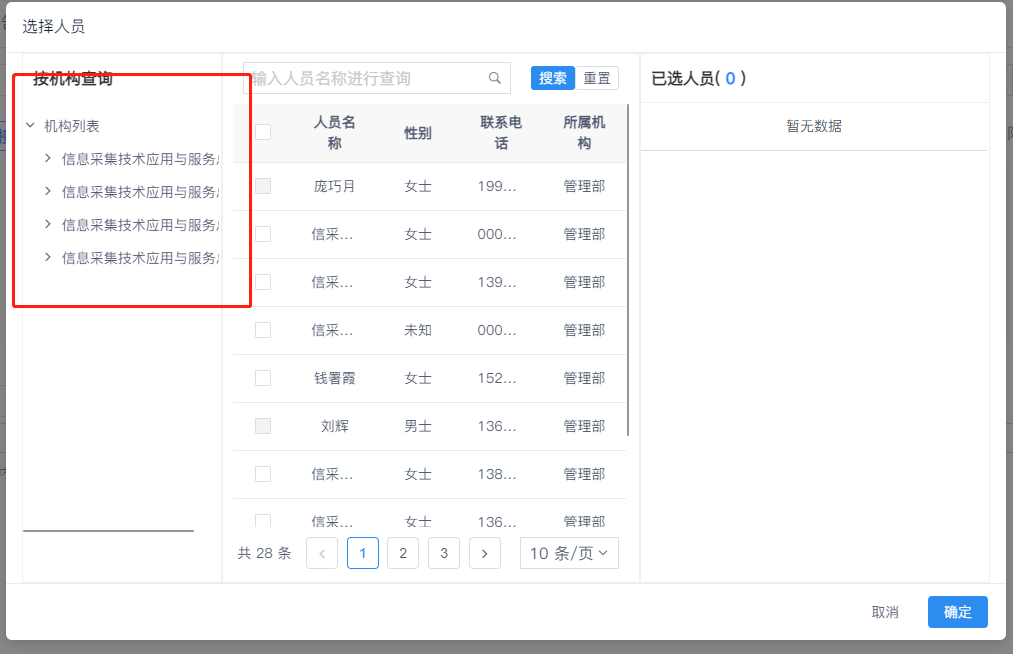 选择人员
按机构查询
机构列表
信息采集技术应用与服务
信息采集技术应用与服务
信息采集技术应用与服务
信息采集技术应用与服务
输入人员名称进行查询
搜索 重置
人员名称 性别 联系电话 所属机构
庞巧月 女士 199... 管理部
信采... 女士 000... 管理部
信采... 女士 139... 管理部
信采... 未知 000... 管理部
钱署霞 女士 152... 管理部
刘辉 男士 136... 管理部
信采... 女士 138... 管理部
信采... 女士 136... 管理部
共 28 条 1 2 3 10 条/页
已选人员( 0 )
暂无数据
取消 确定